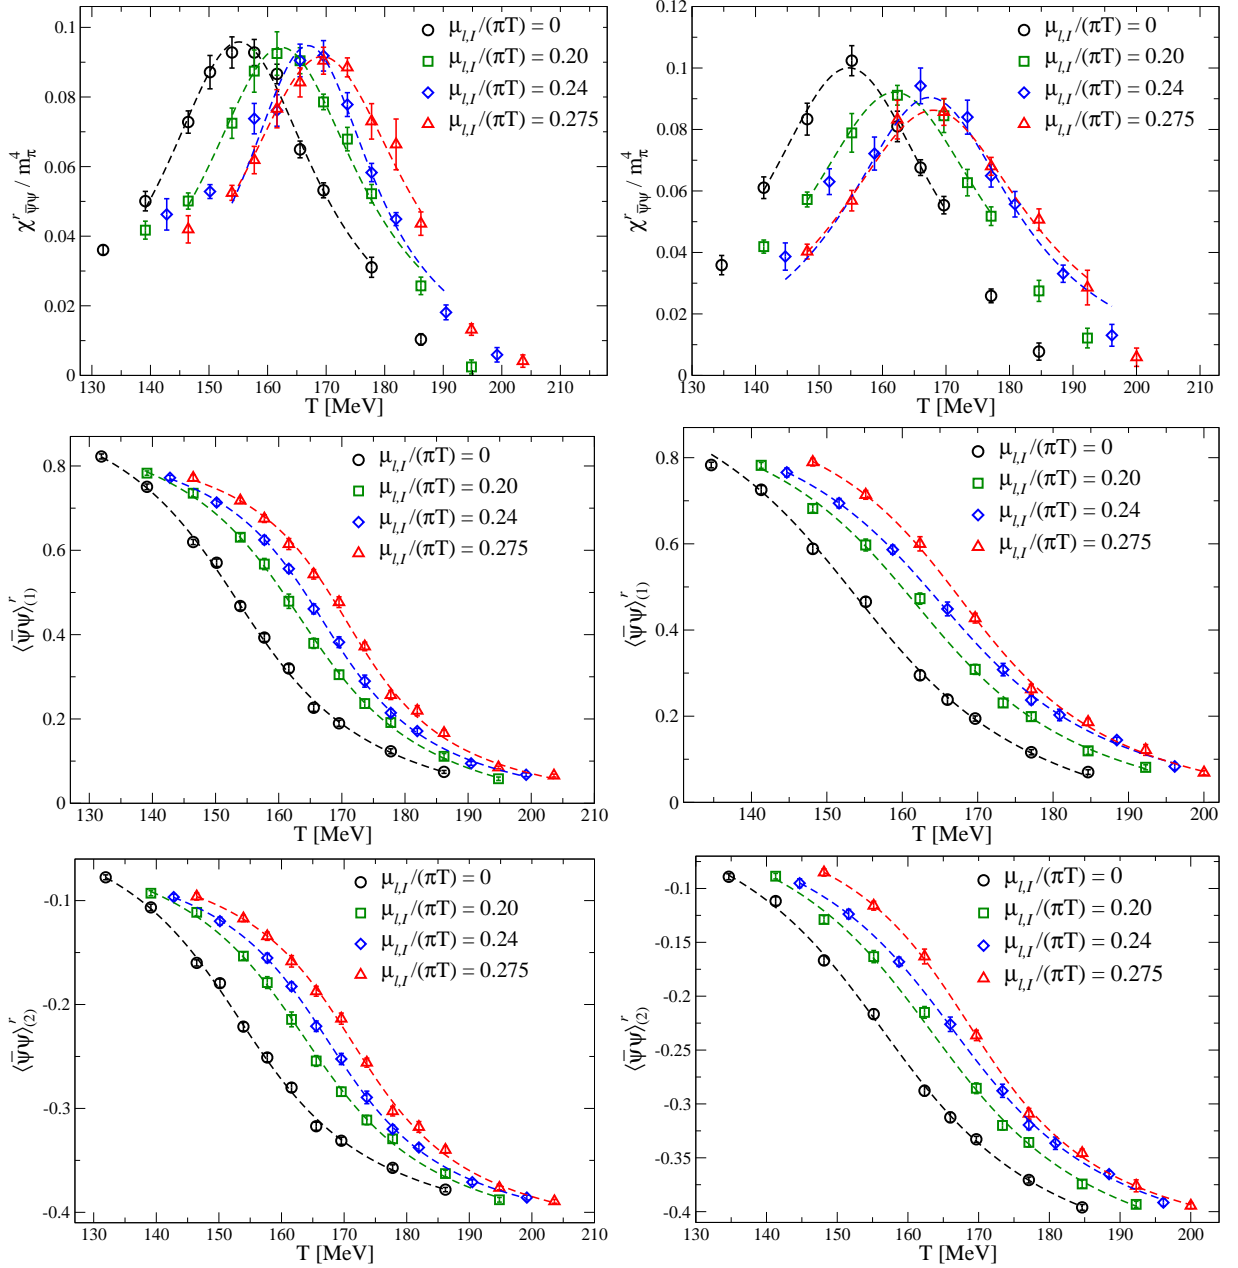 χ^r_ψ̄ψ / m^4_π
0.1
0.08
0.06
0.04
0.02
0
μ_l,I/(πT) = 0
μ_l,I/(πT) = 0.20
μ_l,I/(πT) = 0.24
μ_l,I/(πT) = 0.275
130 140 150 160 170 180 190 200 210
T [MeV]
χ^r_ψ̄ψ / m^4_π
0.12
0.1
0.08
0.06
0.04
0.02
0
μ_l,I/(πT) = 0
μ_l,I/(πT) = 0.20
μ_l,I/(πT) = 0.24
μ_l,I/(πT) = 0.275
130 140 150 160 170 180 190 200 210
T [MeV]
⟨ψ̄ψ⟩^r_(1)
0.8
0.6
0.4
0.2
0
μ_l,I/(πT) = 0
μ_l,I/(πT) = 0.20
μ_l,I/(πT) = 0.24
μ_l,I/(πT) = 0.275
130 140 150 160 170 180 190 200 210
T [MeV]
⟨ψ̄ψ⟩^r_(1)
0.8
0.6
0.4
0.2
0
μ_l,I/(πT) = 0
μ_l,I/(πT) = 0.20
μ_l,I/(πT) = 0.24
μ_l,I/(πT) = 0.275
140 150 160 170 180 190 200
T [MeV]
⟨ψ̄ψ⟩^r_(2)
-0.1
-0.2
-0.3
-0.4
μ_l,I/(πT) = 0
μ_l,I/(πT) = 0.20
μ_l,I/(πT) = 0.24
μ_l,I/(πT) = 0.275
130 140 150 160 170 180 190 200 210
T [MeV]
⟨ψ̄ψ⟩^r_(2)
-0.1
-0.15
-0.2
-0.25
-0.3
-0.35
-0.4
μ_l,I/(πT) = 0
μ_l,I/(πT) = 0.20
μ_l,I/(πT) = 0.24
μ_l,I/(πT) = 0.275
130 140 150 160 170 180 190 200
T [MeV]